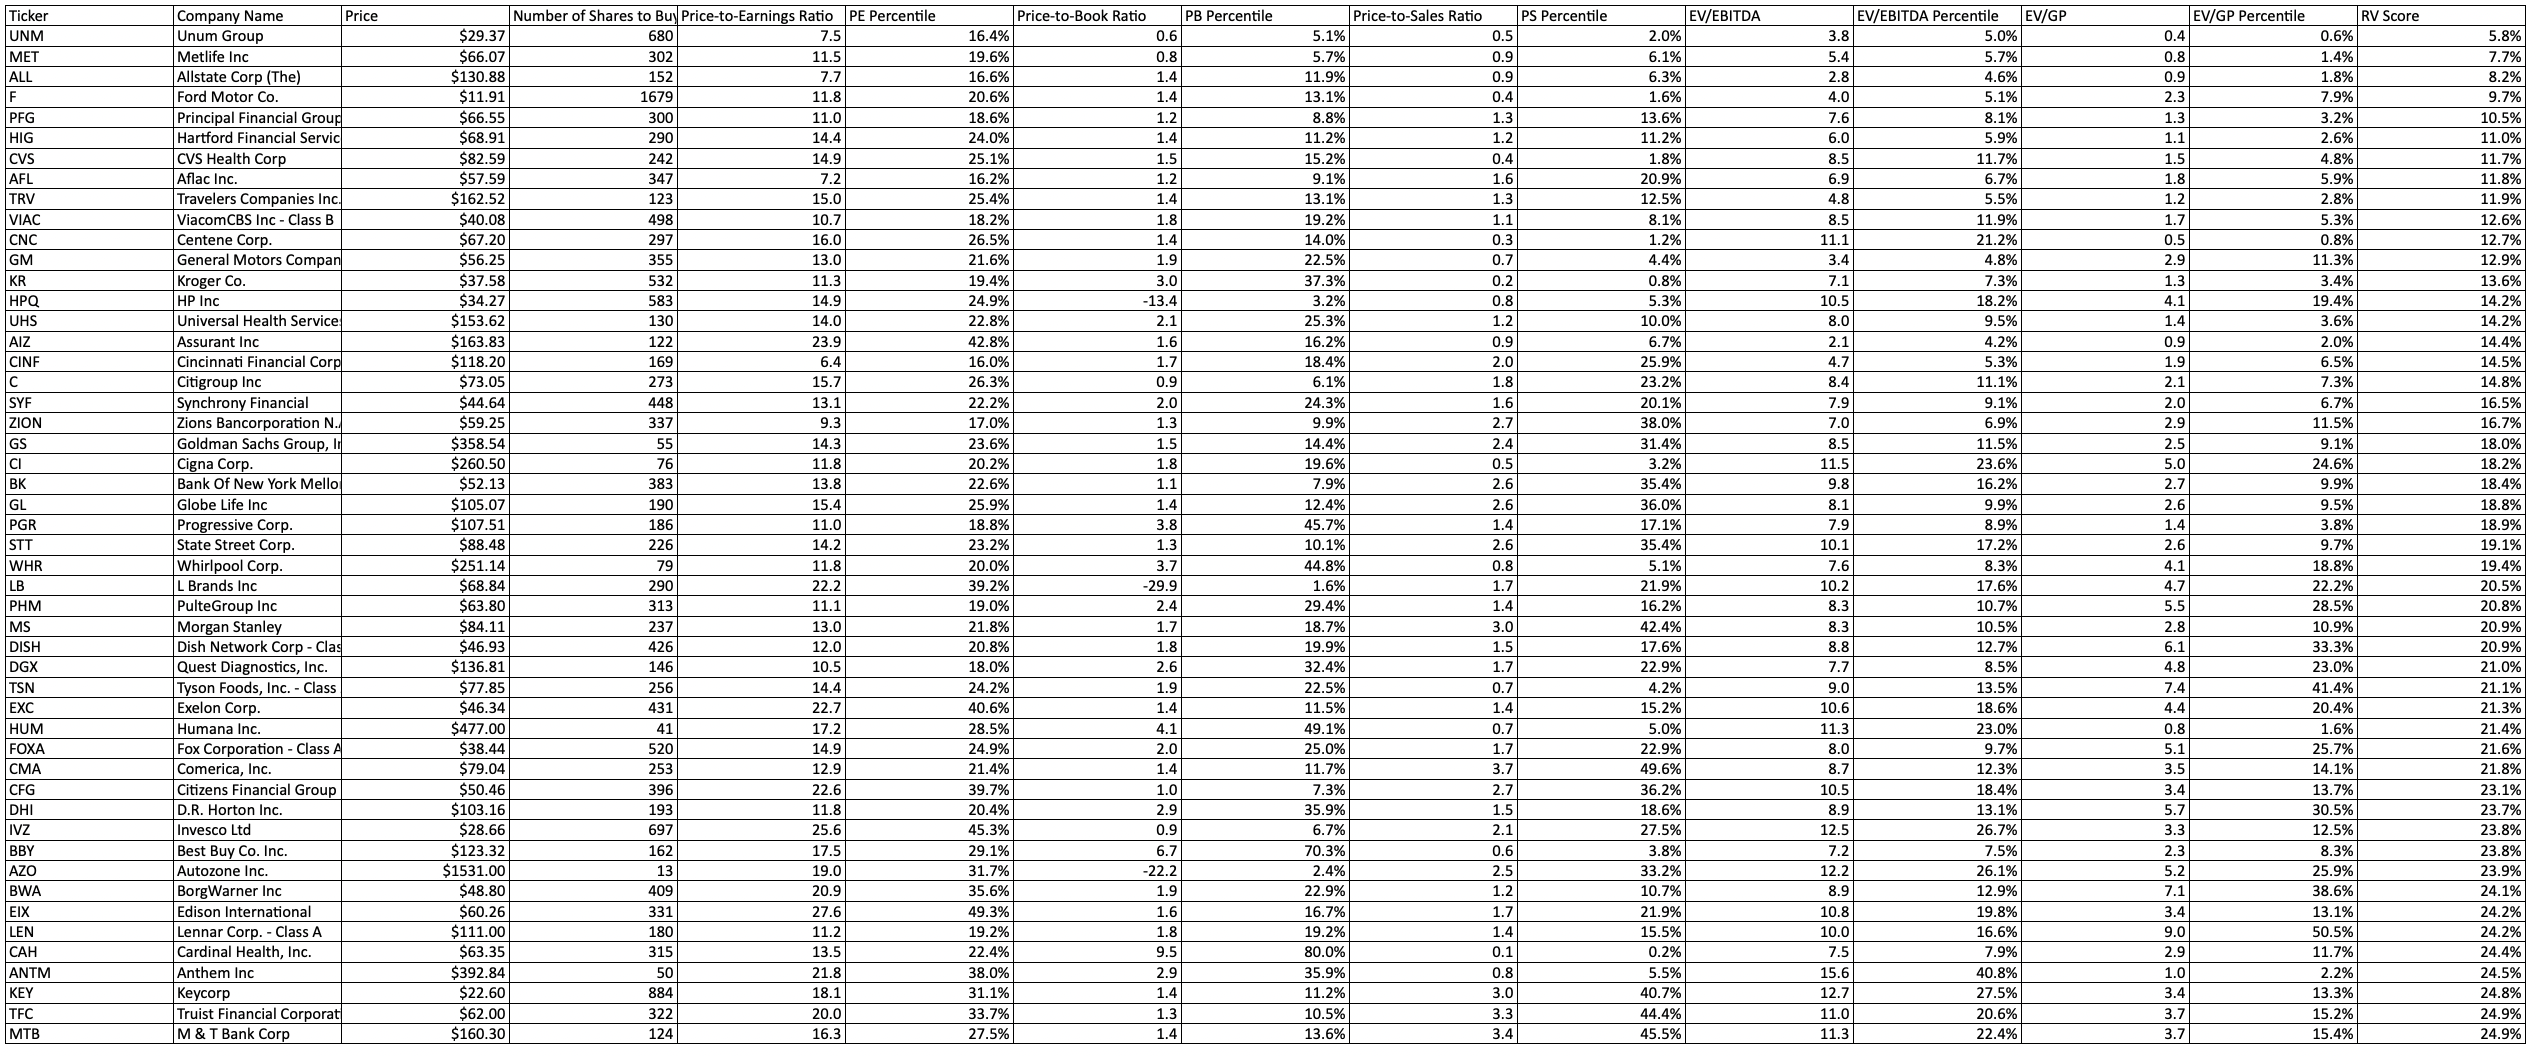 Ticker Company Name Price Number of Shares to Buy Price-to-Earnings Ratio PE Percentile Price-to-Book Ratio PB Percentile Price-to-Sales Ratio PS Percentile EV/EBITDA EV/EBITDA Percentile EV/GP EV/GP Percentile RV Score
UNM Unum Group $29.37 680 7.5 16.4% 0.6 5.1% 0.5 2.0% 3.8 5.0% 0.4 0.6% 5.8%
MET Metlife Inc $66.07 302 11.5 19.6% 0.8 5.7% 0.9 6.1% 5.4 5.7% 0.8 1.4% 7.7%
ALL Allstate Corp (The) $130.88 152 7.7 16.6% 1.4 11.9% 0.9 6.3% 2.8 4.6% 0.9 1.8% 8.2%
F Ford Motor Co. $11.91 1679 11.8 20.6% 1.4 13.1% 0.4 1.6% 4.0 5.1% 2.3 7.9% 9.7%
PFG Principal Financial Group $66.55 300 11.0 18.6% 1.2 8.8% 1.3 13.6% 7.6 8.1% 1.3 3.2% 10.5%
HIG Hartford Financial Servic $68.91 290 14.4 24.0% 1.4 11.2% 1.2 11.2% 6.0 5.9% 1.1 2.6% 11.0%
CVS CVS Health Corp $82.59 242 14.9 25.1% 1.5 15.2% 0.4 1.8% 8.5 11.7% 1.5 4.8% 11.7%
AFL Aflac Inc. $57.59 347 7.2 16.2% 1.2 9.1% 1.6 20.9% 6.9 6.7% 1.8 5.9% 11.8%
TRV Travelers Companies Inc. $162.52 123 15.0 25.4% 1.4 13.1% 1.3 12.5% 4.8 5.5% 1.2 2.8% 11.9%
VIAC ViacomCBS Inc - Class B $40.08 498 10.7 18.2% 1.8 19.2% 1.1 8.1% 8.5 11.9% 1.7 5.3% 12.6%
CNC Centene Corp. $67.20 297 16.0 26.5% 1.4 14.0% 0.3 1.2% 11.1 21.2% 0.5 0.8% 12.7%
GM General Motors Compan $56.25 355 13.0 21.6% 1.9 22.5% 0.7 4.4% 3.4 4.8% 2.9 11.3% 12.9%
KR Kroger Co. $37.58 532 11.3 19.4% 3.0 37.3% 0.2 0.8% 7.1 7.3% 1.3 3.4% 13.6%
HPQ HP Inc $34.27 583 14.9 24.9% -13.4 3.2% 0.8 5.3% 10.5 18.2% 4.1 19.4% 14.2%
UHS Universal Health Services $153.62 130 14.0 22.8% 2.1 25.3% 1.2 10.0% 8.0 9.5% 1.4 3.6% 14.2%
AIZ Assurant Inc $163.83 122 23.9 42.8% 1.6 16.2% 0.9 6.7% 2.1 4.2% 0.9 2.0% 14.4%
CINF Cincinnati Financial Corp $118.20 169 6.4 16.0% 1.7 18.4% 2.0 25.9% 4.7 5.3% 1.9 6.5% 14.5%
C Citigroup Inc $73.05 273 15.7 26.3% 0.9 6.1% 1.8 23.2% 8.4 11.1% 2.1 7.3% 14.8%
SYF Synchrony Financial $44.64 448 13.1 22.2% 2.0 24.3% 1.6 20.1% 7.9 9.1% 2.0 6.7% 16.5%
ZION Zions Bancorporation N.A $59.25 337 9.3 17.0% 1.3 9.9% 2.7 38.0% 7.0 6.9% 2.9 11.5% 16.7%
GS Goldman Sachs Group, In $358.54 55 14.3 23.6% 1.5 14.4% 2.4 31.4% 8.5 11.5% 2.5 9.1% 18.0%
CI Cigna Corp. $260.50 76 11.8 20.2% 1.8 19.6% 0.5 3.2% 11.5 23.6% 5.0 24.6% 18.2%
BK Bank Of New York Mellon $52.13 383 13.8 22.6% 1.1 7.9% 2.6 35.4% 9.8 16.2% 2.7 9.9% 18.4%
GL Globe Life Inc $105.07 190 15.4 25.9% 1.4 12.4% 2.6 36.0% 8.1 9.9% 2.6 9.5% 18.8%
PGR Progressive Corp. $107.51 186 11.0 18.8% 3.8 45.7% 1.4 17.1% 7.9 8.9% 1.4 3.8% 18.9%
STT State Street Corp. $88.48 226 14.2 23.2% 1.3 10.1% 2.6 35.4% 10.1 17.2% 2.6 9.7% 19.1%
WHR Whirlpool Corp. $251.14 79 11.8 20.0% 3.7 44.8% 0.8 5.1% 7.6 8.3% 4.1 18.8% 19.4%
LB L Brands Inc $68.84 290 22.2 39.2% -29.9 1.6% 1.7 21.9% 10.2 17.6% 4.7 22.2% 20.5%
PHM PulteGroup Inc $63.80 313 11.1 19.0% 2.4 29.4% 1.4 16.2% 8.3 10.7% 5.5 28.5% 20.8%
MS Morgan Stanley $84.11 237 13.0 21.8% 1.7 18.7% 3.0 42.4% 8.3 10.5% 2.8 10.9% 20.9%
DISH Dish Network Corp - Clas $46.93 426 12.0 20.8% 1.8 19.9% 1.5 17.6% 8.8 12.7% 6.1 33.3% 20.9%
DGX Quest Diagnostics, Inc. $136.81 146 10.5 18.0% 2.6 32.4% 1.7 22.9% 7.7 8.5% 4.8 23.0% 21.0%
TSN Tyson Foods, Inc. - Class $77.85 256 14.4 24.2% 1.9 22.5% 0.7 4.2% 9.0 13.5% 7.4 41.4% 21.1%
EXC Exelon Corp. $46.34 431 22.7 40.6% 1.4 11.5% 1.4 15.2% 10.6 18.6% 4.4 20.4% 21.3%
HUM Humana Inc. $477.00 41 17.2 28.5% 4.1 49.1% 0.7 5.0% 11.3 23.0% 0.8 1.6% 21.4%
FOXA Fox Corporation - Class A $38.44 520 14.9 24.9% 2.0 25.0% 1.7 22.9% 8.0 9.7% 5.1 25.7% 21.6%
CMA Comerica, Inc. $79.04 253 12.9 21.4% 1.4 11.7% 3.7 49.6% 8.7 12.3% 3.5 14.1% 21.8%
CFG Citizens Financial Group $50.46 396 22.6 39.7% 1.0 7.3% 2.7 36.2% 10.5 18.4% 3.4 13.7% 23.1%
DHI D.R. Horton Inc. $103.16 193 11.8 20.4% 2.9 35.9% 1.5 18.6% 8.9 13.1% 5.7 30.5% 23.7%
IVZ Invesco Ltd $28.66 697 25.6 45.3% 0.9 6.7% 2.1 27.5% 12.5 26.7% 3.3 12.5% 23.8%
BBY Best Buy Co. Inc. $123.32 162 17.5 29.1% 6.7 70.3% 0.6 3.8% 7.2 7.5% 2.3 8.3% 23.8%
AZO Autozone Inc. $1531.00 13 19.0 31.7% -22.2 2.4% 2.5 33.2% 12.2 26.1% 5.2 25.9% 23.9%
BWA BorgWarner Inc $48.80 409 20.9 35.6% 1.9 22.9% 1.2 10.7% 8.9 12.9% 7.1 38.6% 24.1%
EIX Edison International $60.26 331 27.6 49.3% 1.6 16.7% 1.7 21.9% 10.8 19.8% 3.4 13.1% 24.2%
LEN Lennar Corp. - Class A $111.00 180 11.2 19.2% 1.8 19.2% 1.4 15.5% 10.0 16.6% 9.0 50.5% 24.2%
CAH Cardinal Health, Inc. $63.35 315 13.5 22.4% 9.5 80.0% 0.1 0.2% 7.5 7.9% 2.9 11.7% 24.4%
ANTM Anthem Inc $392.84 50 21.8 38.0% 2.9 35.9% 0.8 5.5% 15.6 40.8% 1.0 2.2% 24.5%
KEY Keycorp $22.60 884 18.1 31.1% 1.4 11.2% 3.0 40.7% 12.7 27.5% 3.4 13.3% 24.8%
TFC Truist Financial Corporat $62.00 322 20.0 33.7% 1.3 10.5% 3.3 44.4% 11.0 20.6% 3.7 15.2% 24.9%
MTB M & T Bank Corp $160.30 124 16.3 27.5% 1.4 13.6% 3.4 45.5% 11.3 22.4% 3.7 15.4% 24.9%